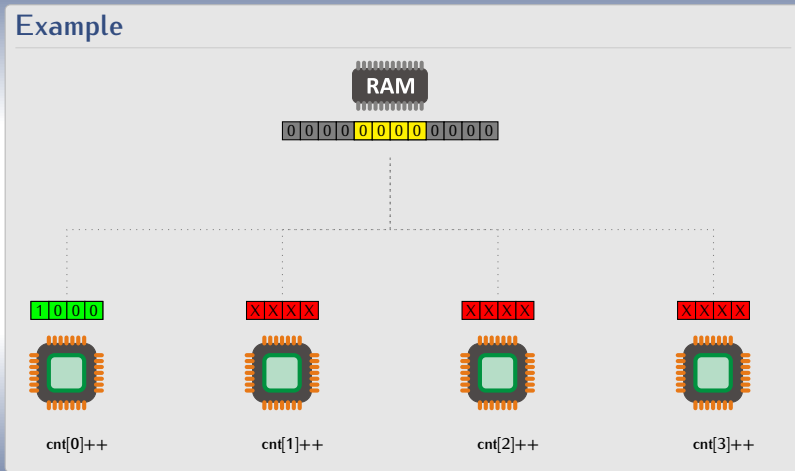 Example
RAM
0 0 0 0 0 0 0 0 0 0 0 0
1 0 0 0 X X X X X X X X X X X X
cnt[0]++ cnt[1]++ cnt[2]++ cnt[3]++